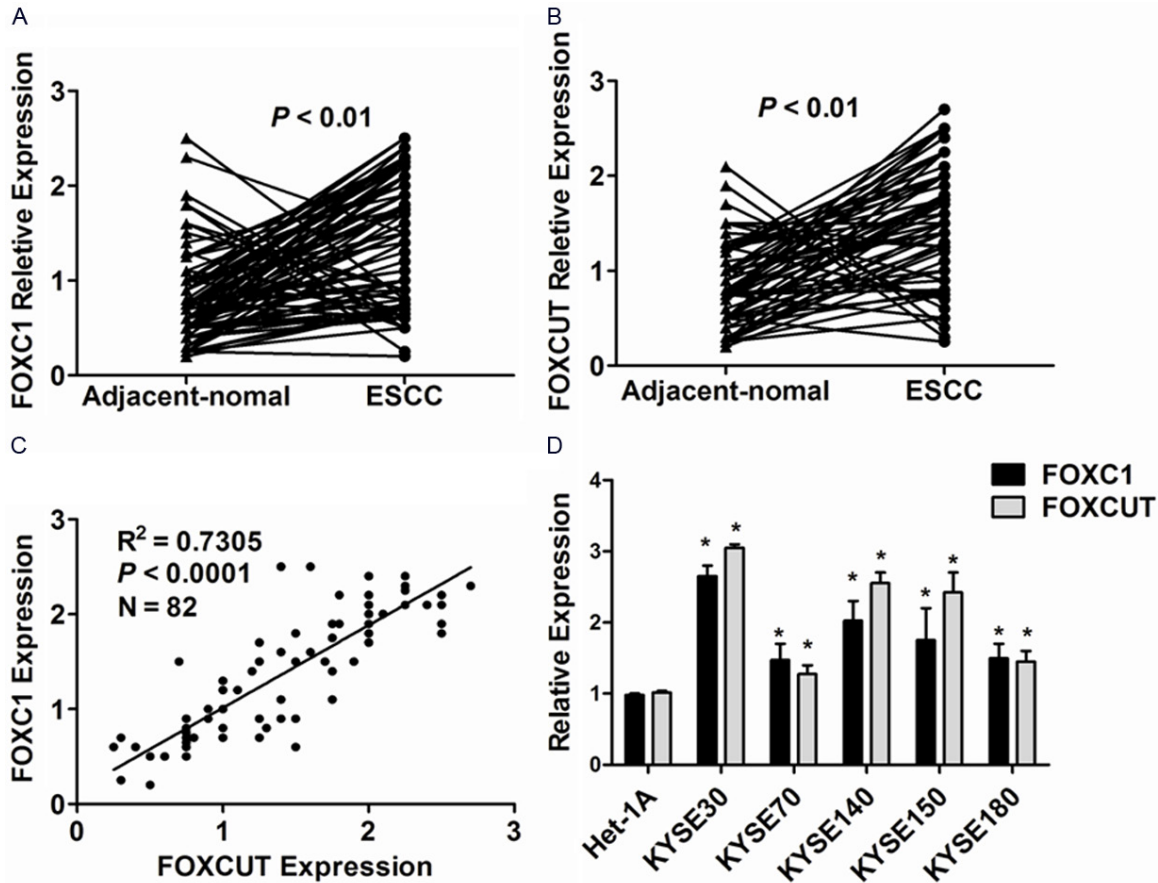 A
FOXC1 Reletive Expression
3
2
1
0
P < 0.01
Adjacent-nomal
ESCC
B
FOXCUT Reletive Expression
3
2
1
0
P < 0.01
Adjacent-nomal
ESCC
C
FOXC1 Expression
3
2
1
0
R² = 0.7305
P < 0.0001
N = 82
0
1
2
3
FOXCUT Expression
D
Relative Expression
4
3
2
1
0
FOXC1
FOXCUT
* * * * * * * * * *
Het-1A
KYSE30
KYSE70
KYSE140
KYSE150
KYSE180